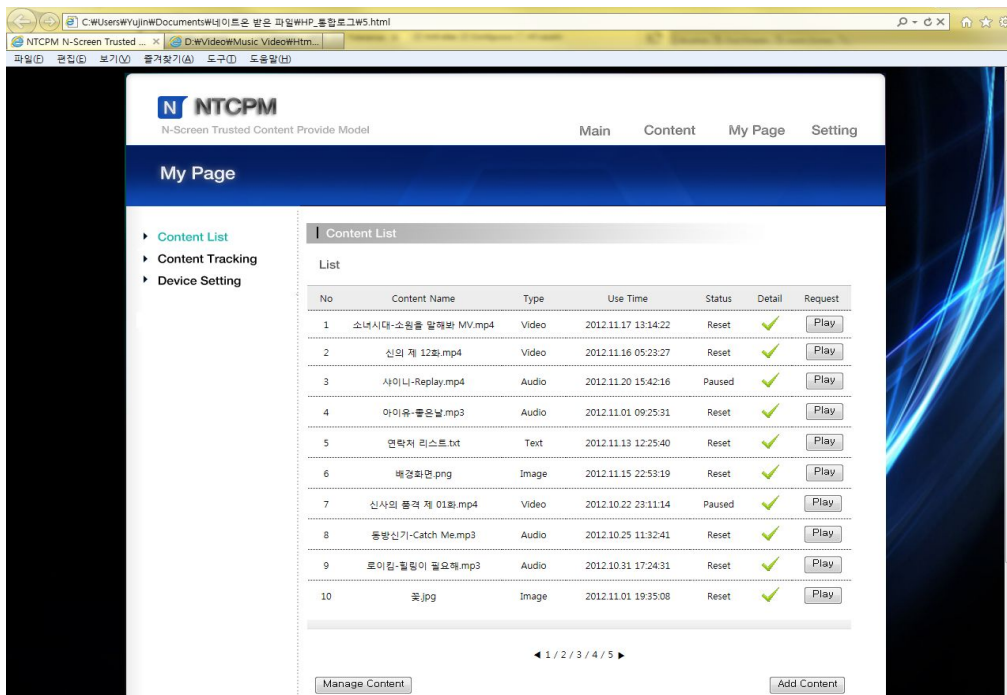 C:₩Users₩Yujin₩Documents₩네이트온 받은 파일₩HP_통합로그₩5.html
NTCPM N-Screen Trusted ... × D:₩Video₩Music Video₩Htm...
파일(F) 편집(E) 보기(V) 즐겨찾기(A) 도구(T) 도움말(H)
N NTCPM
N-Screen Trusted Content Provide Model
Main Content My Page Setting
My Page
Content List
Content Tracking
Device Setting
Content List
List
No Content Name Type Use Time Status Detail Request
1 소녀시대-소원을 말해봐 MV.mp4 Video 2012.11.17 13:14:22 Reset Play
2 신의 제 12화.mp4 Video 2012.11.16 05:23:27 Reset Play
3 샤이니-Replay.mp4 Audio 2012.11.20 15:42:16 Paused Play
4 아이유-좋은날.mp3 Audio 2012.11.01 09:25:31 Reset Play
5 연락처 리스트.txt Text 2012.11.13 12:25:40 Reset Play
6 배경화면.png Image 2012.11.15 22:53:19 Reset Play
7 신사의 품격 제 01화.mp4 Video 2012.10.22 23:11:14 Paused Play
8 동방신기-Catch Me.mp3 Audio 2012.10.25 11:32:41 Reset Play
9 로이킴-힐링이 필요해.mp3 Audio 2012.10.31 17:24:31 Reset Play
10 꽃.jpg Image 2012.11.01 19:35:08 Reset Play
◀ 1 / 2 / 3 / 4 / 5 ▶
Manage Content Add Content